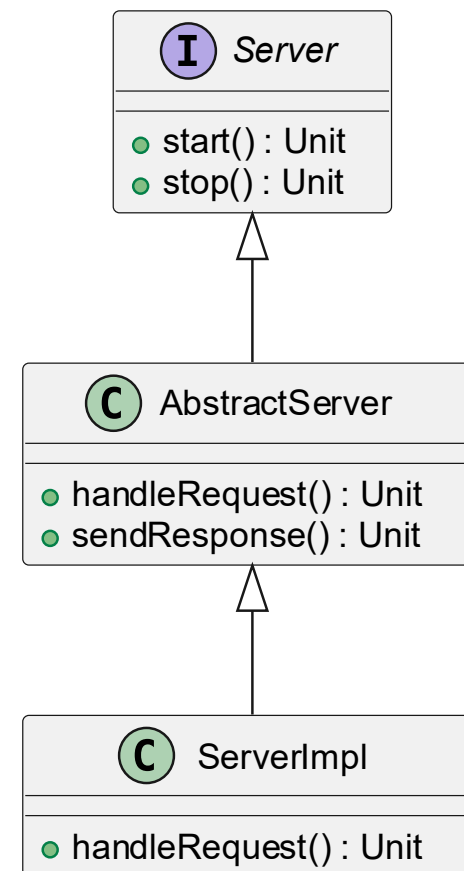 I Server
start() : Unit
stop() : Unit
C AbstractServer
handleRequest() : Unit
sendResponse() : Unit
C ServerImpl
handleRequest() : Unit